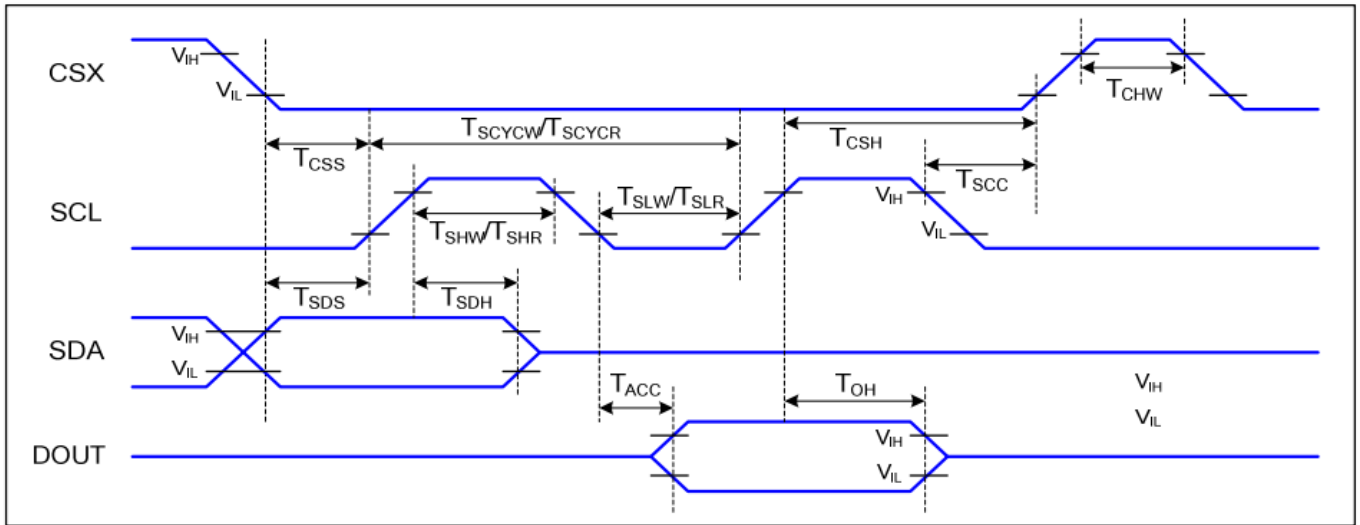 CSX
VIH
VIL
TCHW
TSCYCW/TSCYCR
TCSH
TCSS
TSCC
SCL
TSHW/TSHR
TSLW/TSLR
VIH
VIL
TSDS
TSDH
SDA
VIH
VIL
TACC
TOH
VIH
VIL
DOUT
VIH
VIL